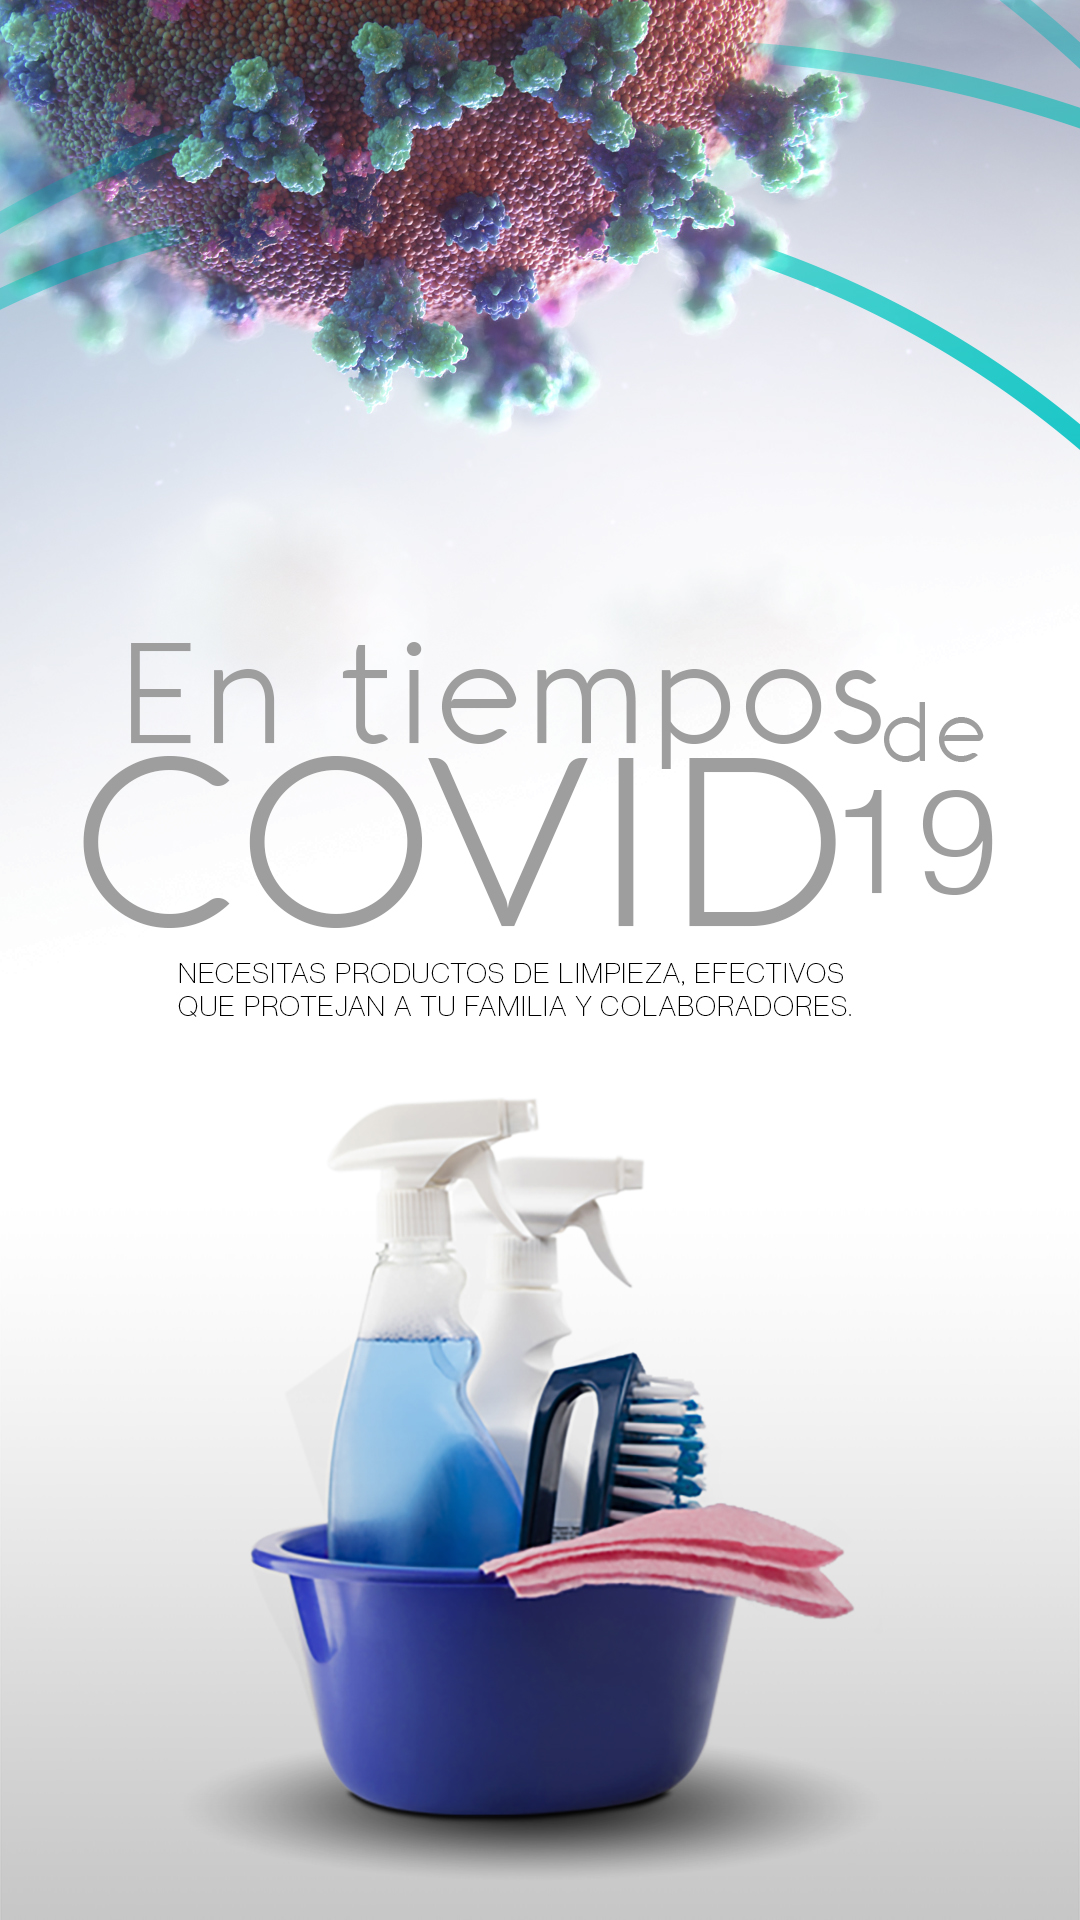 En tiempos de
COVID19
NECESITAS PRODUCTOS DE LIMPIEZA, EFECTIVOS
QUE PROTEJAN A TU FAMILIA Y COLABORADORES.